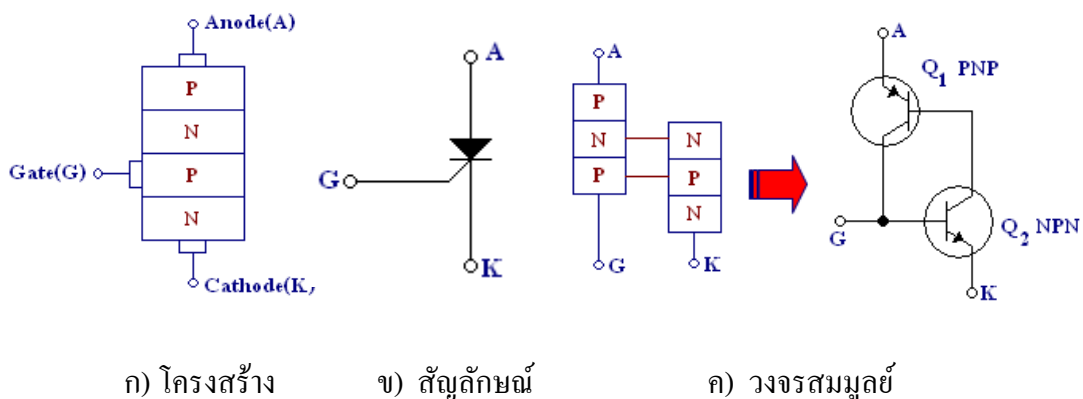 Anode(A)
P
N
Gate(G)
P
N
Cathode(K,
A
G
K
A
P
N
N
P
P
N
G
K
A
Q1 PNP
G
Q2 NPN
K
ก) โครงสร้าง
ข) สัญลักษณ์
ค) วงจรสมมูลย์